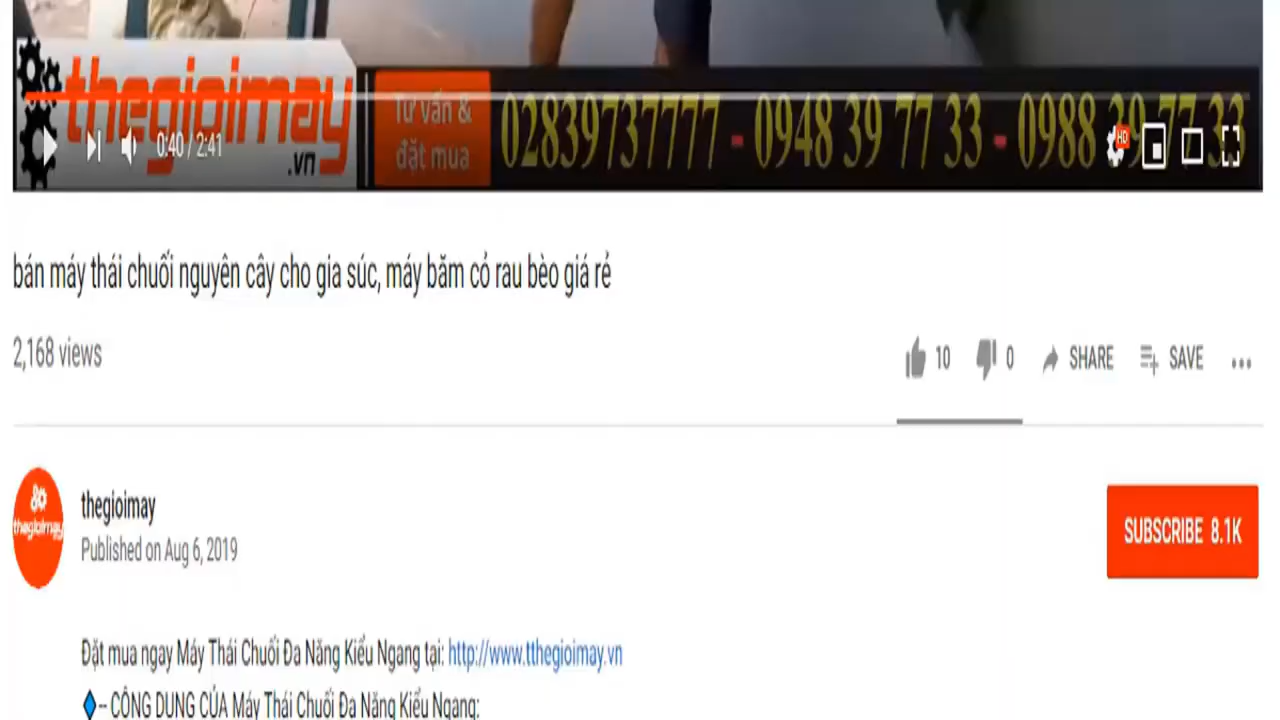 thegioimay
.vn
Tư vấn &
đặt mua
02839737777 - 0948 39 77 33 - 0988 39 77 33
0:40 / 2:41
HD
bán máy thái chuối nguyên cây cho gia súc, máy băm cỏ rau bèo giá rẻ
2,168 views
10 0 SHARE SAVE
thegioimay
thegioimay
Published on Aug 6, 2019
SUBSCRIBE 8.1K
Đặt mua ngay Máy Thái Chuối Đa Năng Kiểu Ngang tại: http://www.tthegioimay.vn
-- CÔNG DỤNG CỦA Máy Thái Chuối Đa Năng Kiểu Ngang: